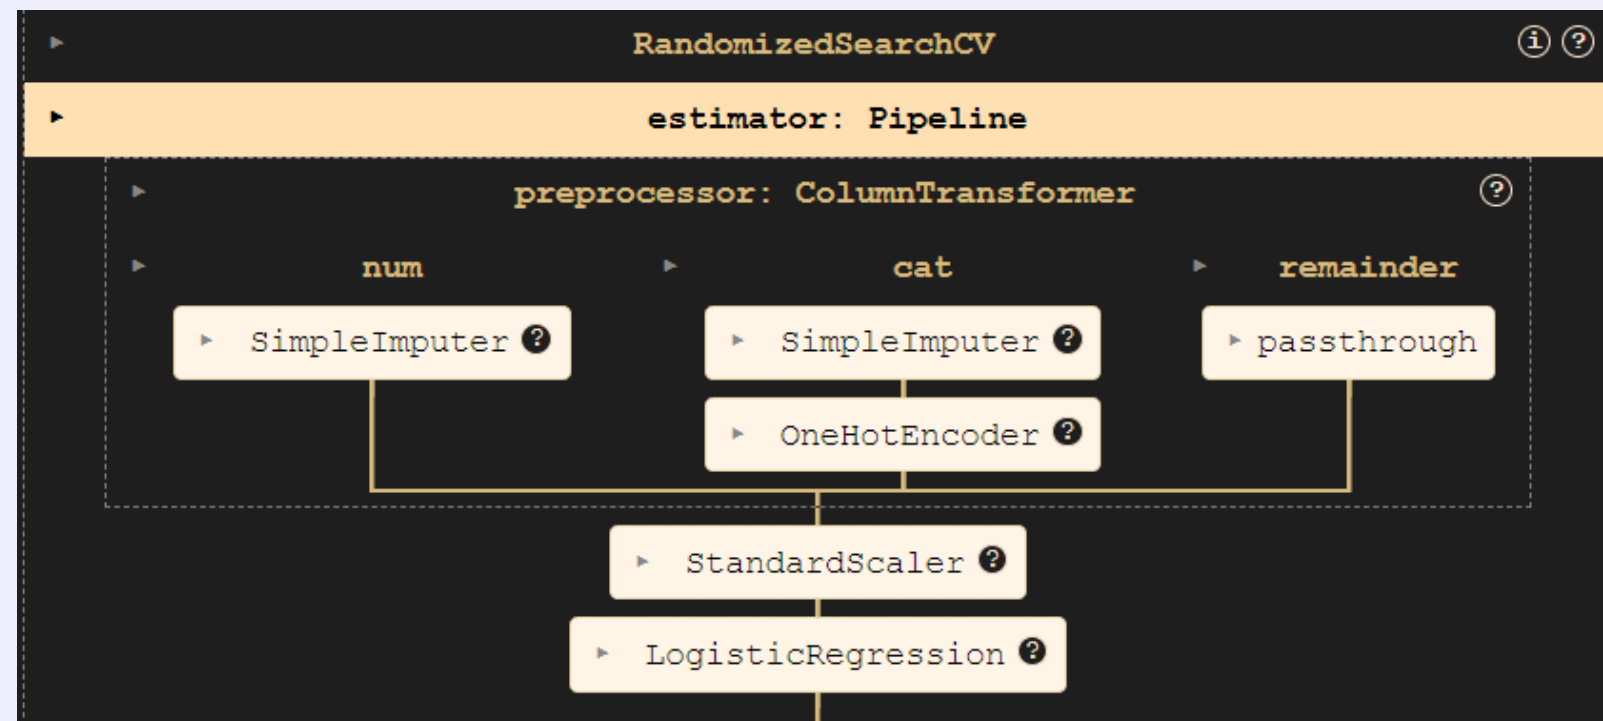 RandomizedSearchCV i ?
estimator: Pipeline
preprocessor: ColumnTransformer ?
num cat remainder
SimpleImputer ? SimpleImputer ? passthrough
OneHotEncoder ?
StandardScaler ?
LogisticRegression ?